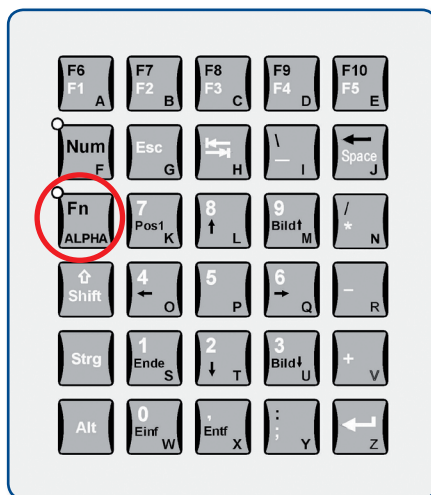 F6 F7 F8 F9 F10
F1 A F2 B F3 C F4 D F5 E
Num Esc \ ←
F G H _ I Space J
Fn 7 8 9 /
ALPHA Pos1 K ↑ L Bild↑ M * N
⇧ 4 5 6 -
Shift ← O P → Q R
Strg 1 2 3 +
Ende S ↓ T Bild↓ U V
Alt 0 , :
Einf W Entf X ; Y Z